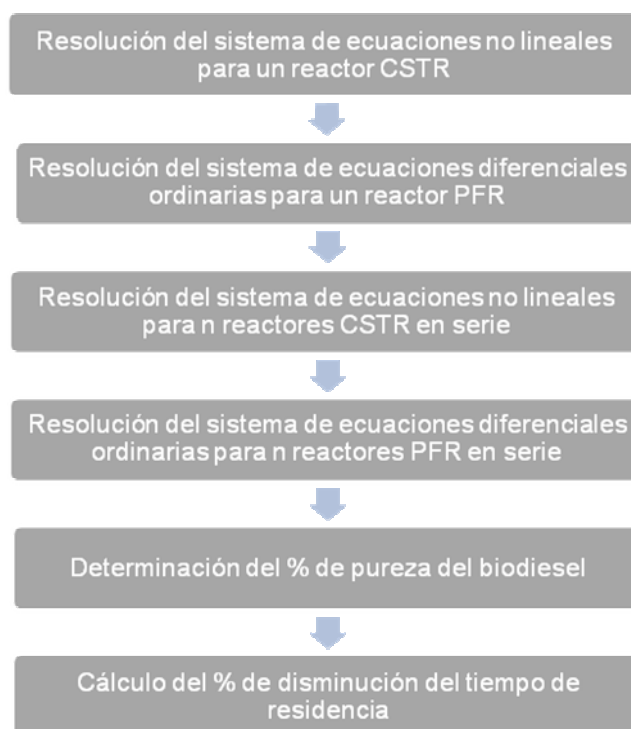 Resolución del sistema de ecuaciones no lineales
para un reactor CSTR
Resolución del sistema de ecuaciones diferenciales
ordinarias para un reactor PFR
Resolución del sistema de ecuaciones no lineales
para n reactores CSTR en serie
Resolución del sistema de ecuaciones diferenciales
ordinarias para n reactores PFR en serie
Determinación del % de pureza del biodiesel
Cálculo del % de disminución del tiempo de
residencia